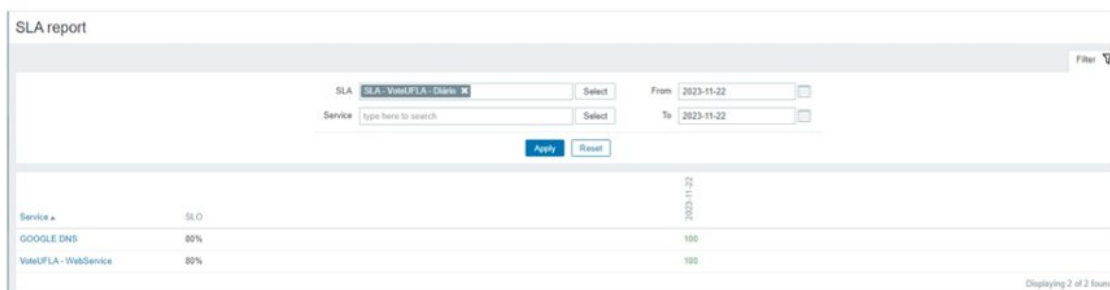 SLA report
Filter
SLA SLA - VoteUFLA - Diário Select From 2023-11-22
Service type here to search Select To 2023-11-22
Apply Reset
Service SLO 2023-11-22
GOOGLE DNS 80% 100
VoteUFLA - WebService 80% 100
Displaying 2 of 2 found